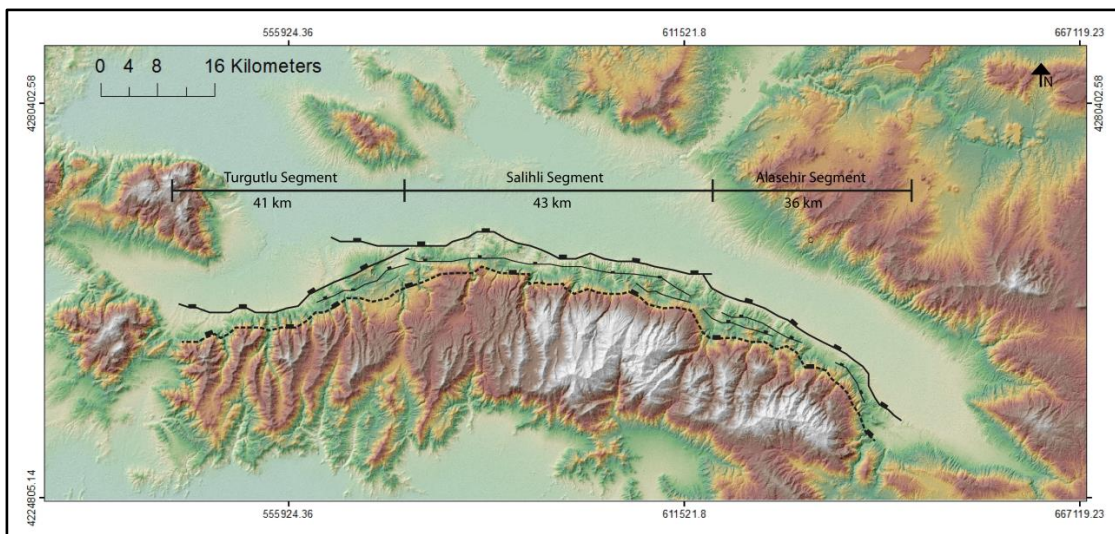 555924.36 611521.8 667119.23
0 4 8 16 Kilometers
N
4280402.58 4280402.58
Turgutlu Segment Salihli Segment Alasehir Segment
41 km 43 km 36 km
4224805.14
555924.36 611521.8 667119.23